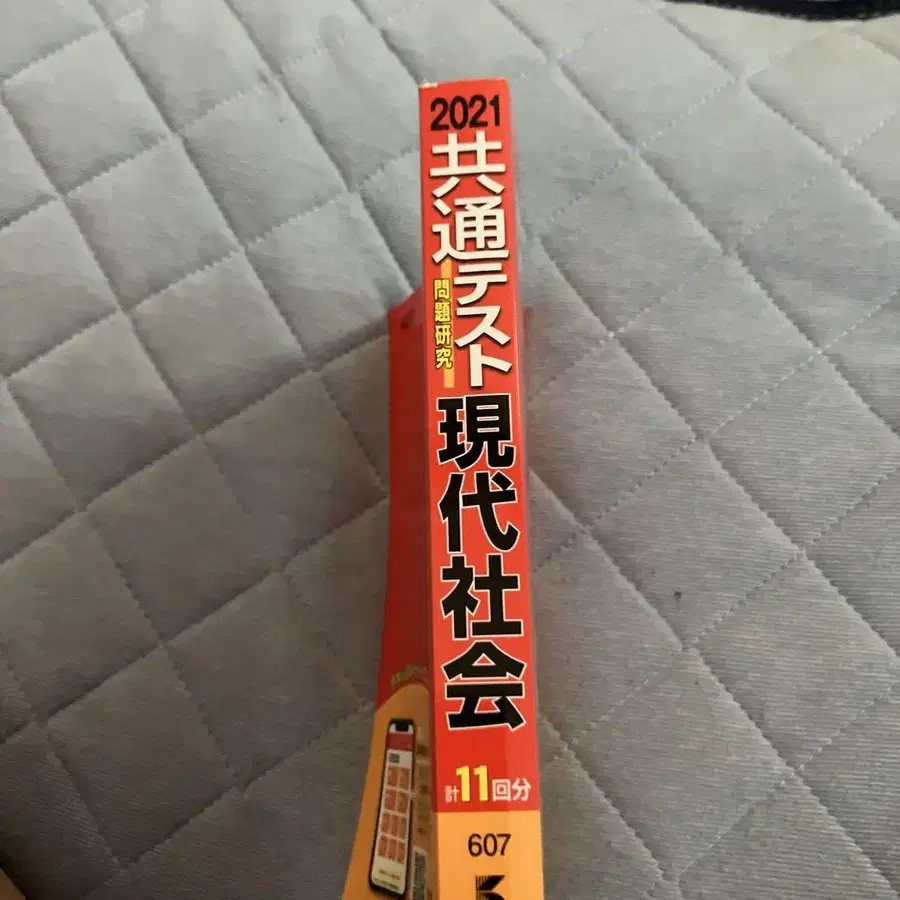 2021
共通テスト
問題研究
現代社会
計11回分
607